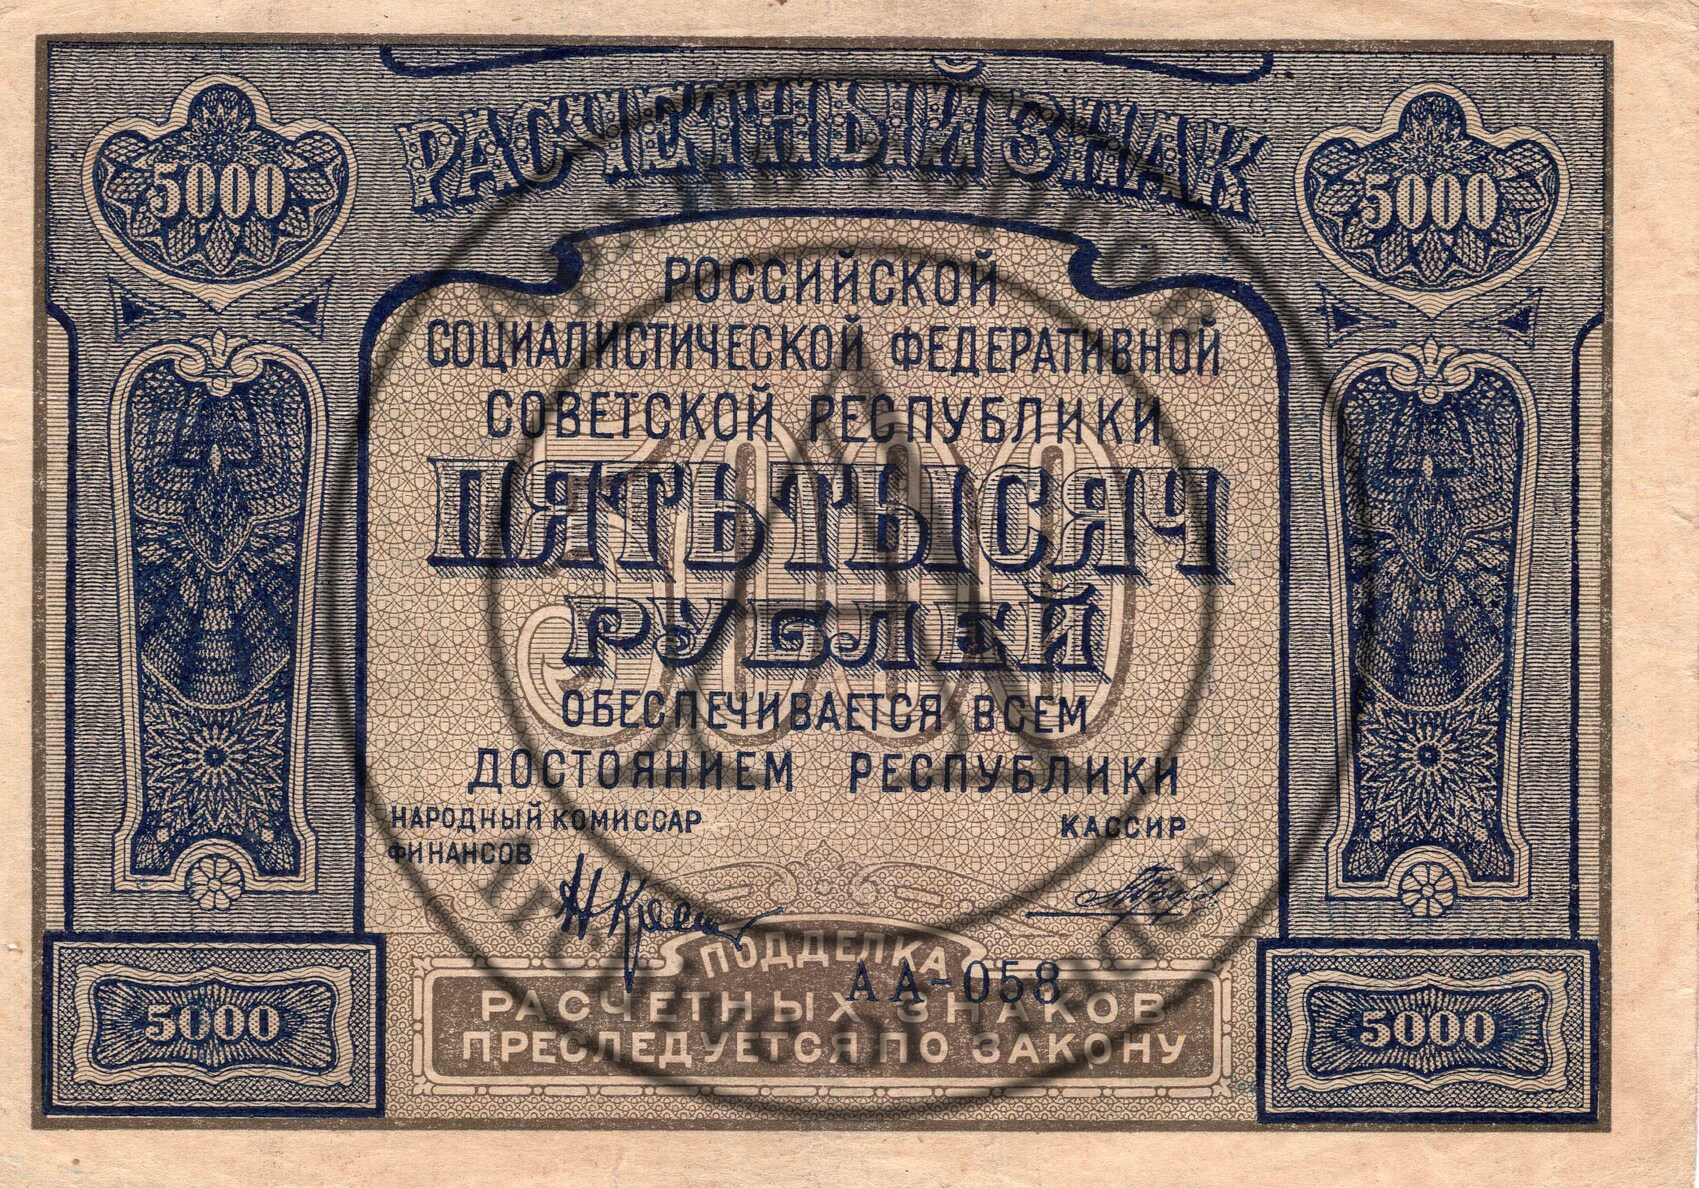 РАСЧЕТНЫЙ ЗНАК
5000
5000
РОССИЙСКОЙ
СОЦИАЛИСТИЧЕСКОЙ ФЕДЕРАТИВНОЙ
СОВЕТСКОЙ РЕСПУБЛИКИ
5000
ПЯТЬ ТЫСЯЧ
РУБЛЕЙ
ОБЕСПЕЧИВАЕТСЯ ВСЕМ
ДОСТОЯНИЕМ РЕСПУБЛИКИ
НАРОДНЫЙ КОМИССАР
ФИНАНСОВ
КАССИР
АА-058
ПОДДЕЛКА
РАСЧЕТНЫХ ЗНАКОВ
ПРЕСЛЕДУЕТСЯ ПО ЗАКОНУ
5000
5000